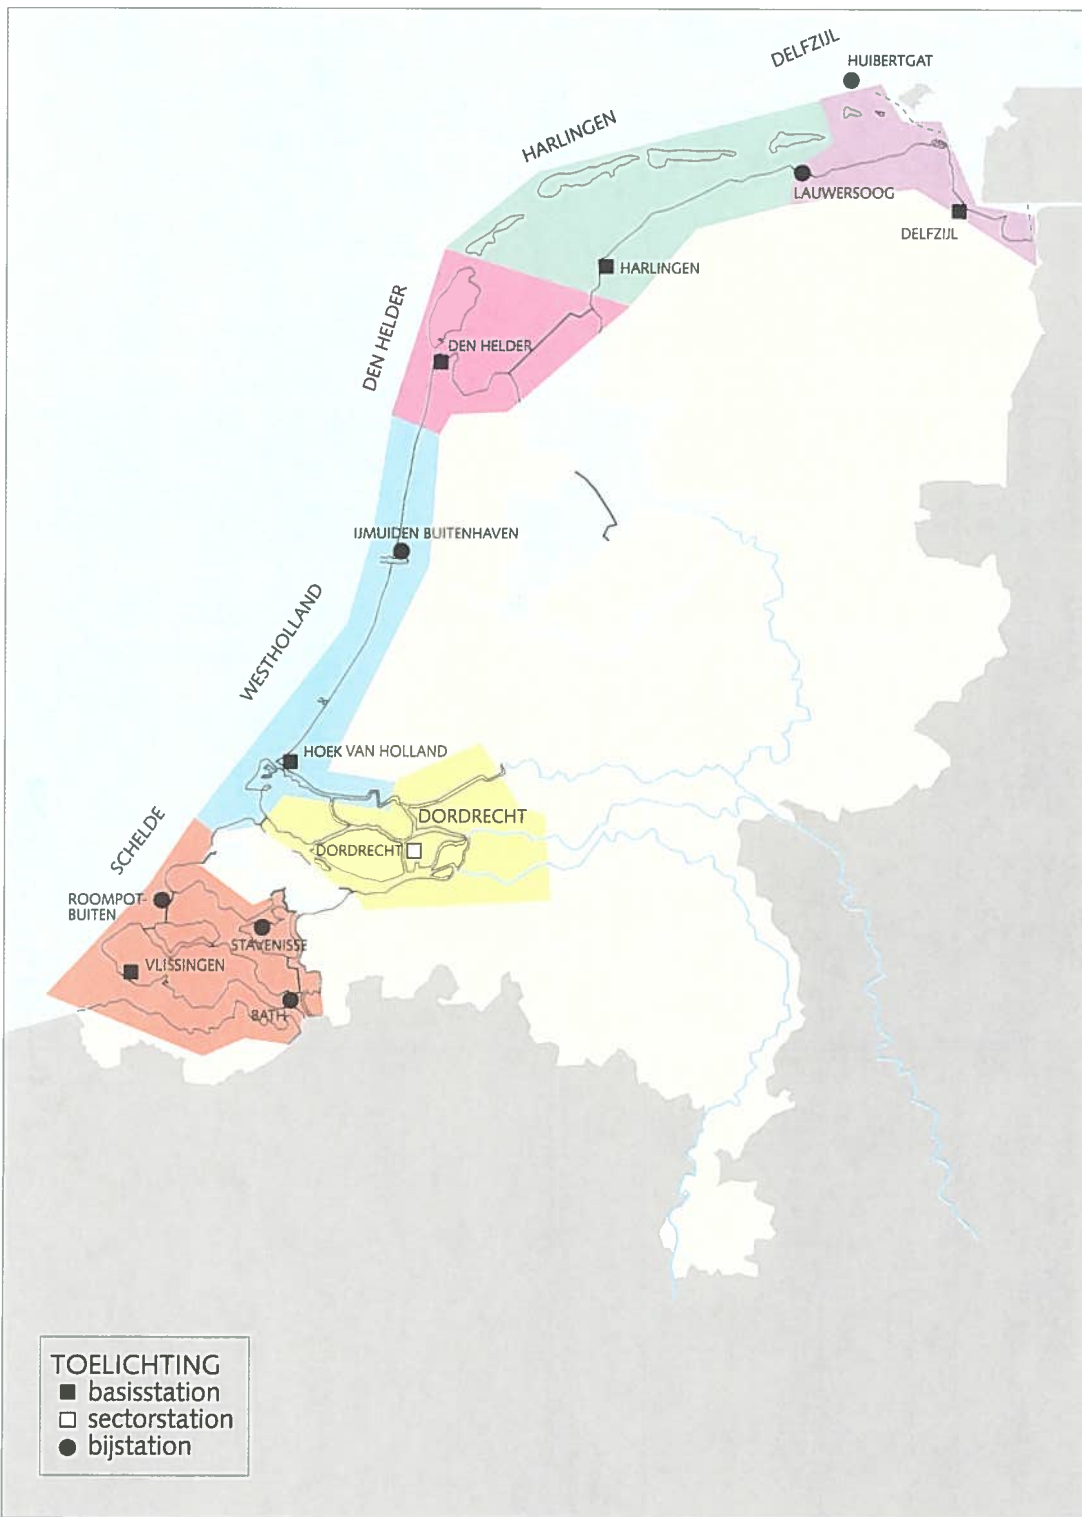 DELFZIJL
HUIBERTGAT
HARLINGEN
LAUWERSOOG
DELFZIJL
HARLINGEN
DEN HELDER
DEN HELDER
IJMUIDEN BUITENHAVEN
WESTHOLLAND
HOEK VAN HOLLAND
SCHELDE
DORDRECHT
DORDRECHT
ROOMPOT-
BUITEN
STAVENISSE
VLISSINGEN
BATH
TOELICHTING
basisstation
sectorstation
bijstation